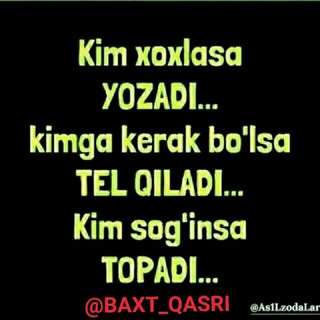 Kim xoxlasa
YOZADI...
kimga kerak bo'lsa
TEL QILADI...
Kim sog'insa
TOPADI...
@BAXT_QASRI
@As1LzodaLar